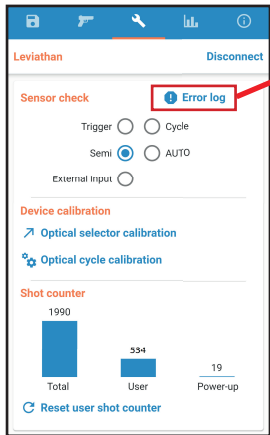 Leviathan Disconnect
Sensor check Error log
Trigger Cycle
Semi AUTO
External Input
Device calibration
Optical selector calibration
Optical cycle calibration
Shot counter
1990
534
19
Total User Power-up
Reset user shot counter